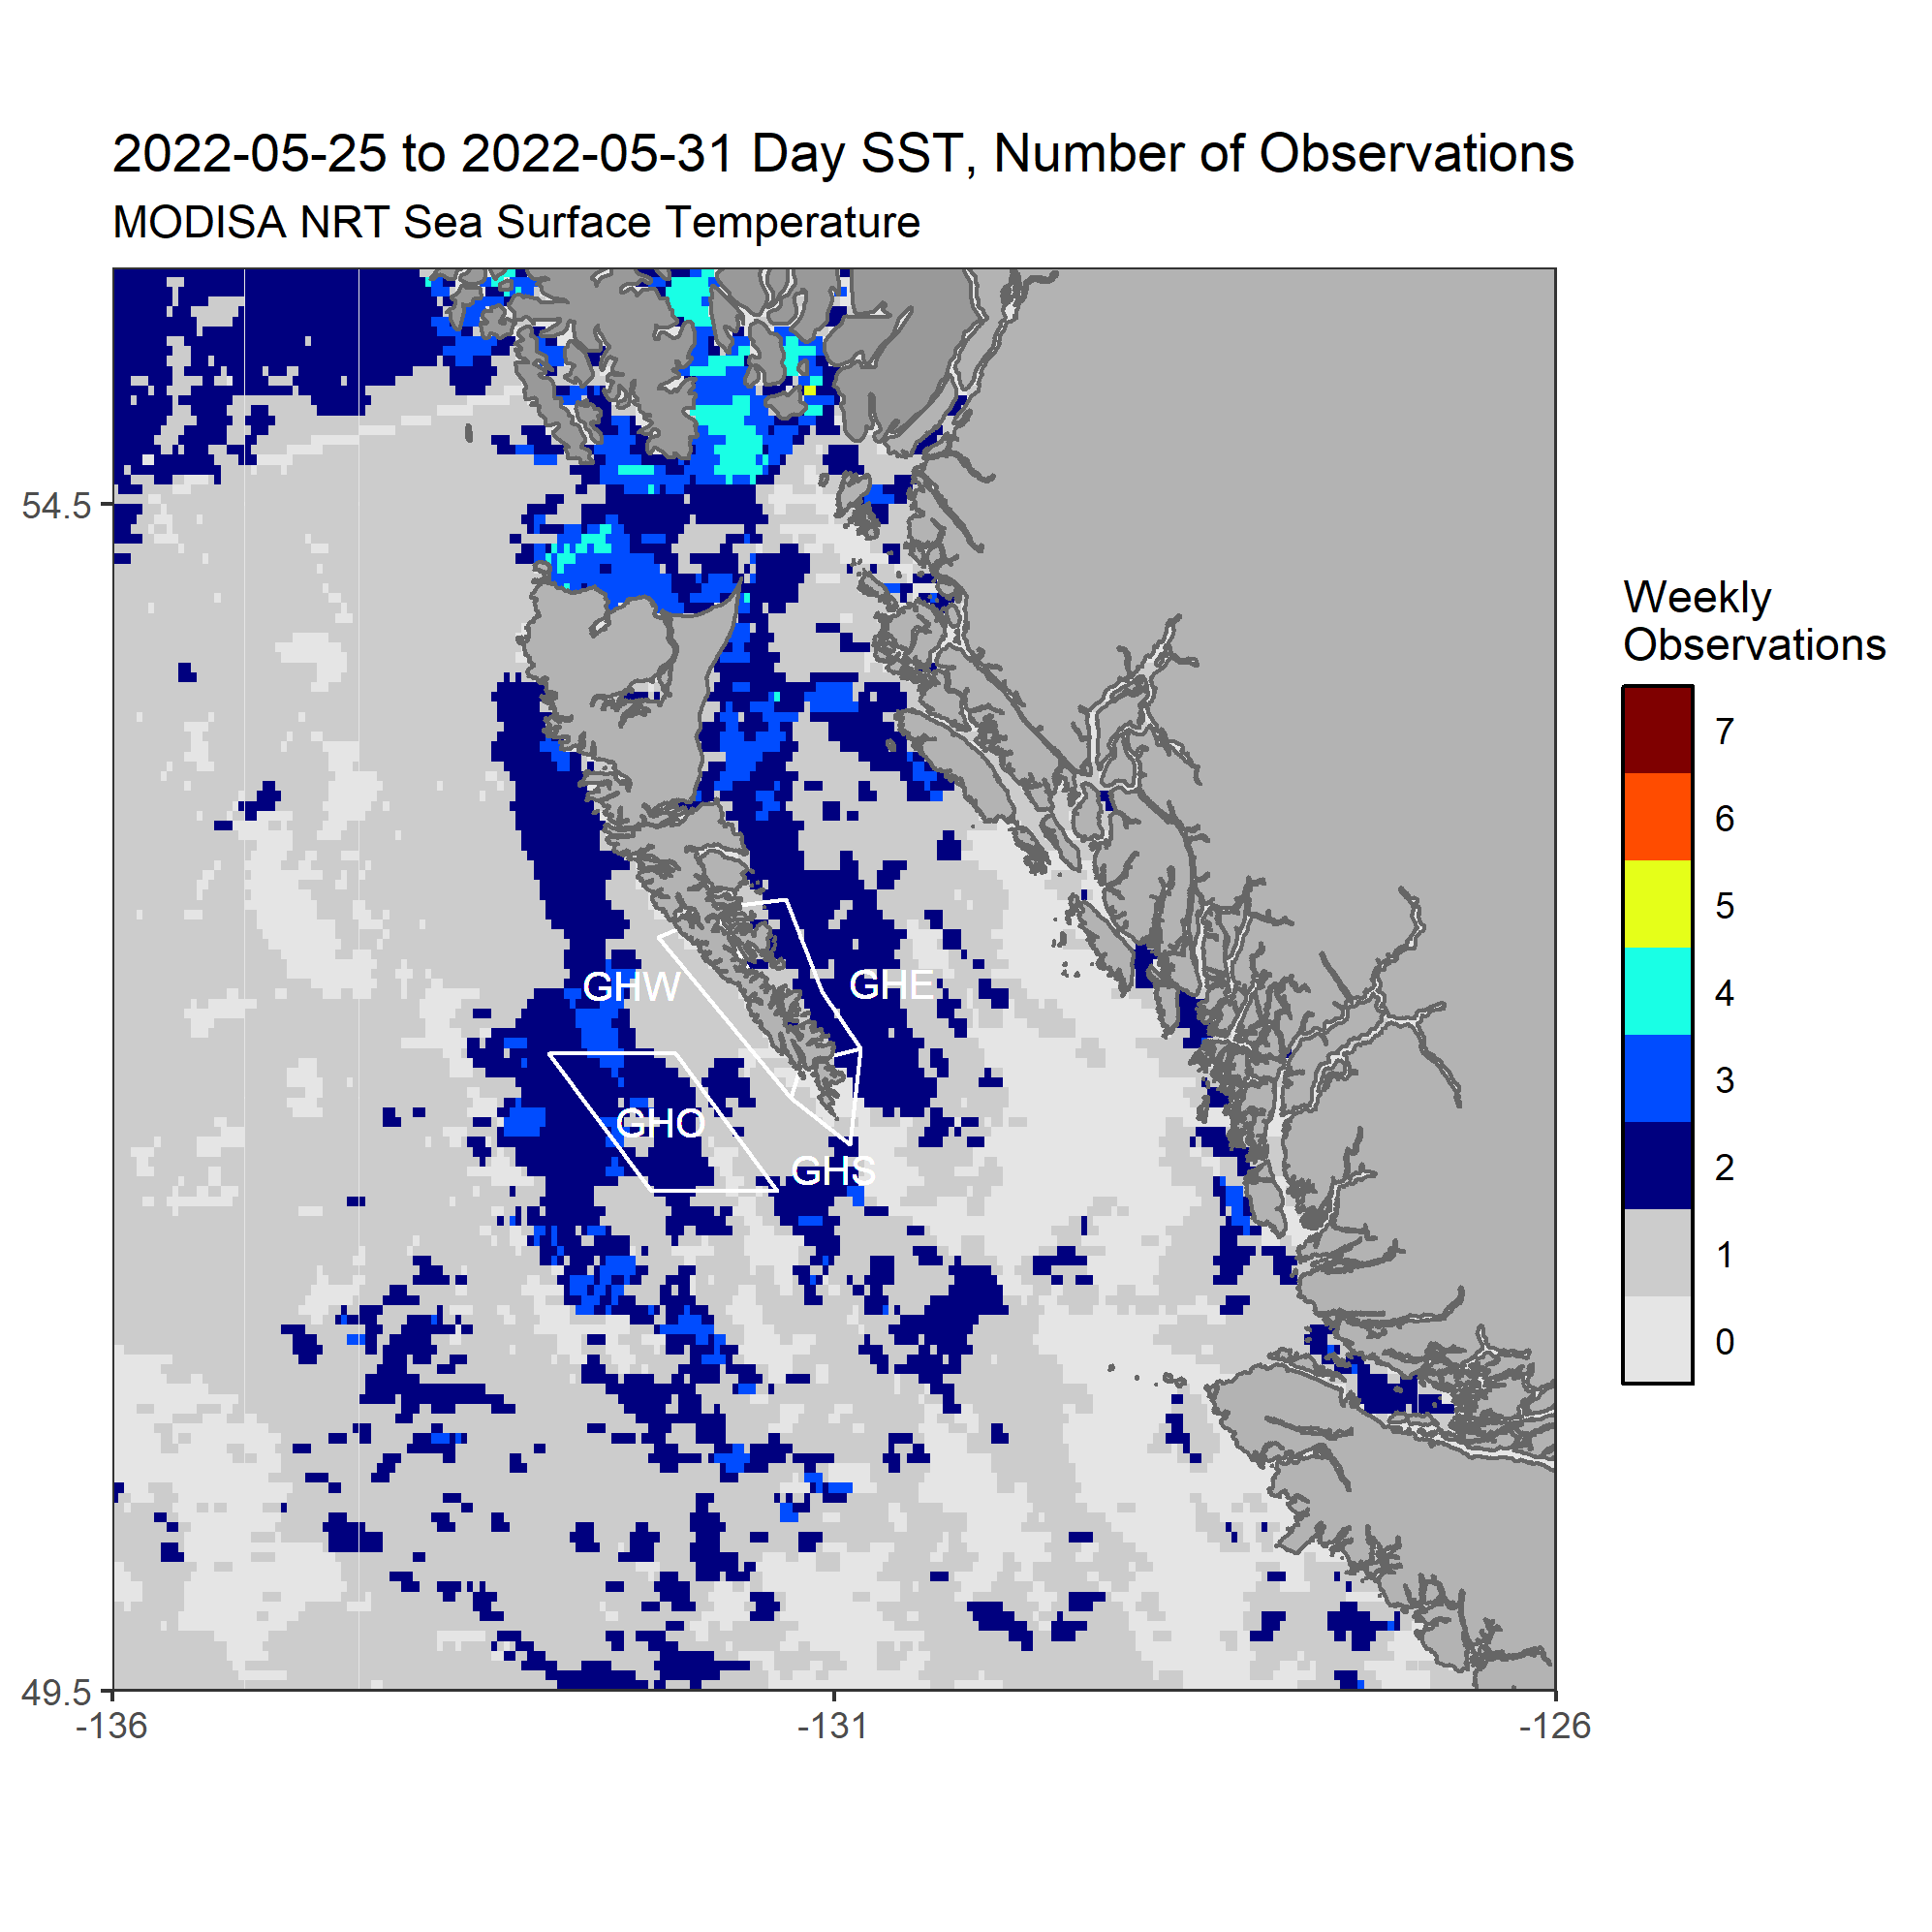 2022-05-25 to 2022-05-31 Day SST, Number of Observations
MODISA NRT Sea Surface Temperature
54.5
49.5
-136
-131
-126
GHW
GHE
GHO
GHS
Weekly
Observations
7
6
5
4
3
2
1
0